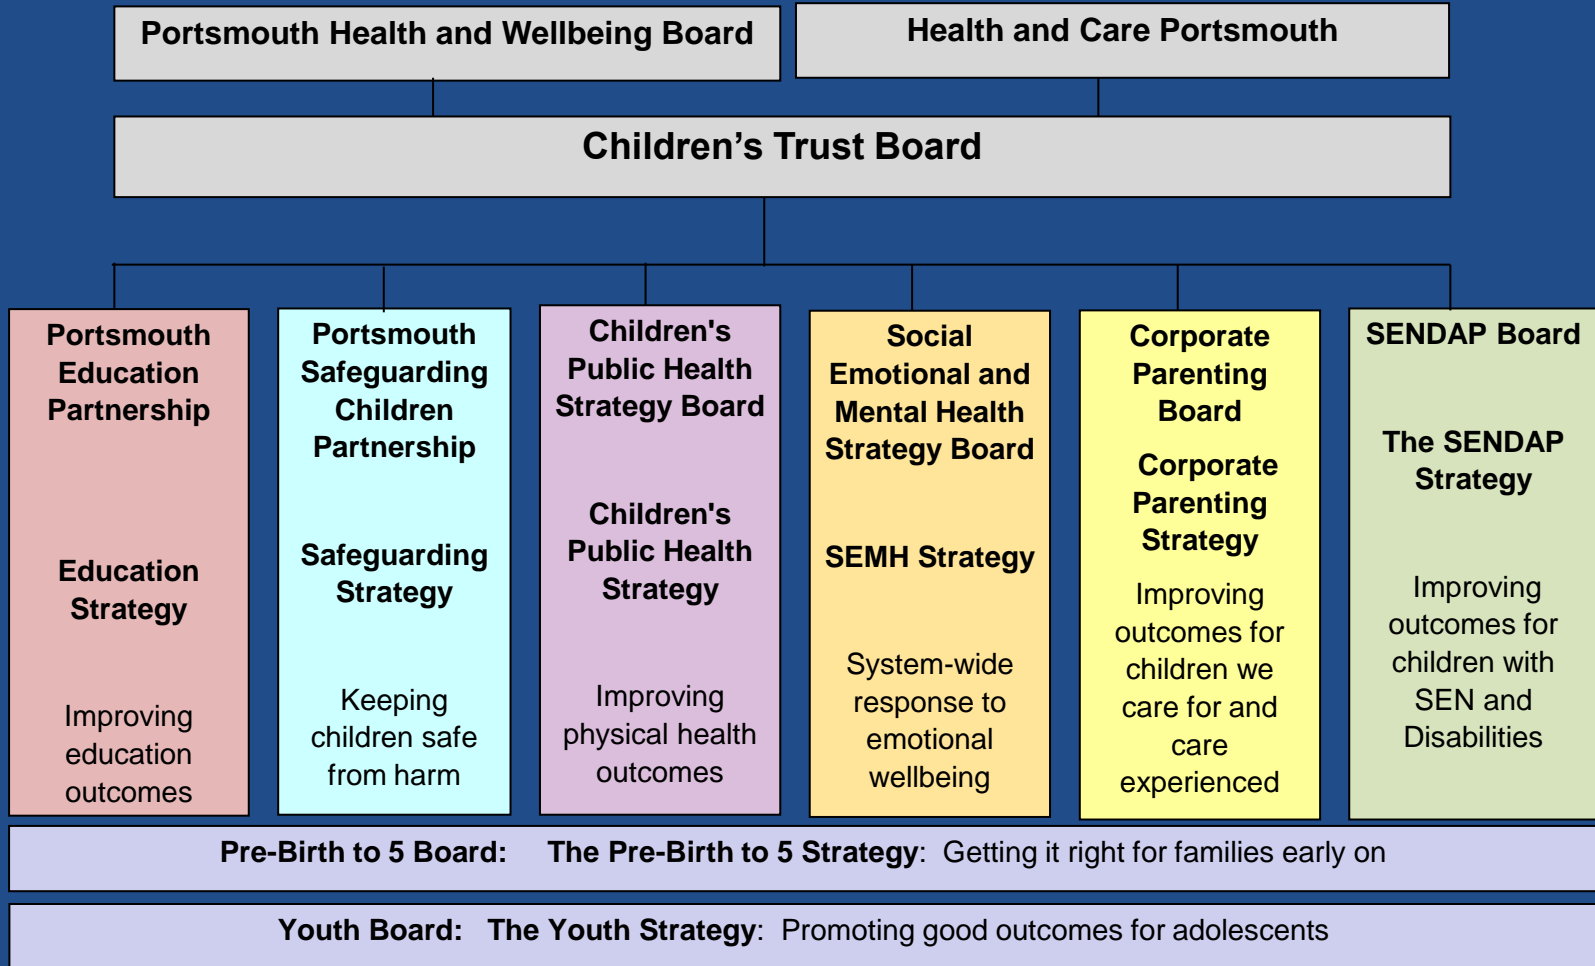 Portsmouth Health and Wellbeing Board
Health and Care Portsmouth
Children’s Trust Board
Portsmouth
Education
Partnership
Education
Strategy
Improving
education
outcomes
Portsmouth
Safeguarding
Children
Partnership
Safeguarding
Strategy
Keeping
children safe
from harm
Children's
Public Health
Strategy Board
Children's
Public Health
Strategy
Improving
physical health
outcomes
Social
Emotional and
Mental Health
Strategy Board
SEMH Strategy
System-wide
response to
emotional
wellbeing
Corporate
Parenting
Board
Corporate
Parenting
Strategy
Improving
outcomes for
children we
care for and
care
experienced
SENDAP Board
The SENDAP
Strategy
Improving
outcomes for
children with
SEN and
Disabilities
Pre-Birth to 5 Board: The Pre-Birth to 5 Strategy: Getting it right for families early on
Youth Board: The Youth Strategy: Promoting good outcomes for adolescents